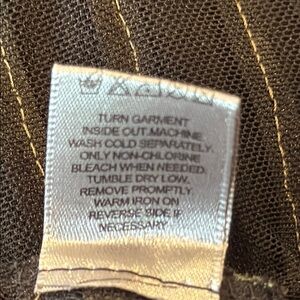 TURN GARMENT
INSIDE OUT.MACHINE
WASH COLD SEPARATELY.
ONLY NON-CHLORINE
BLEACH WHEN NEEDED.
TUMBLE DRY LOW.
REMOVE PROMPTLY.
WARM IRON ON
REVERSE SIDE IF
NECESSARY.